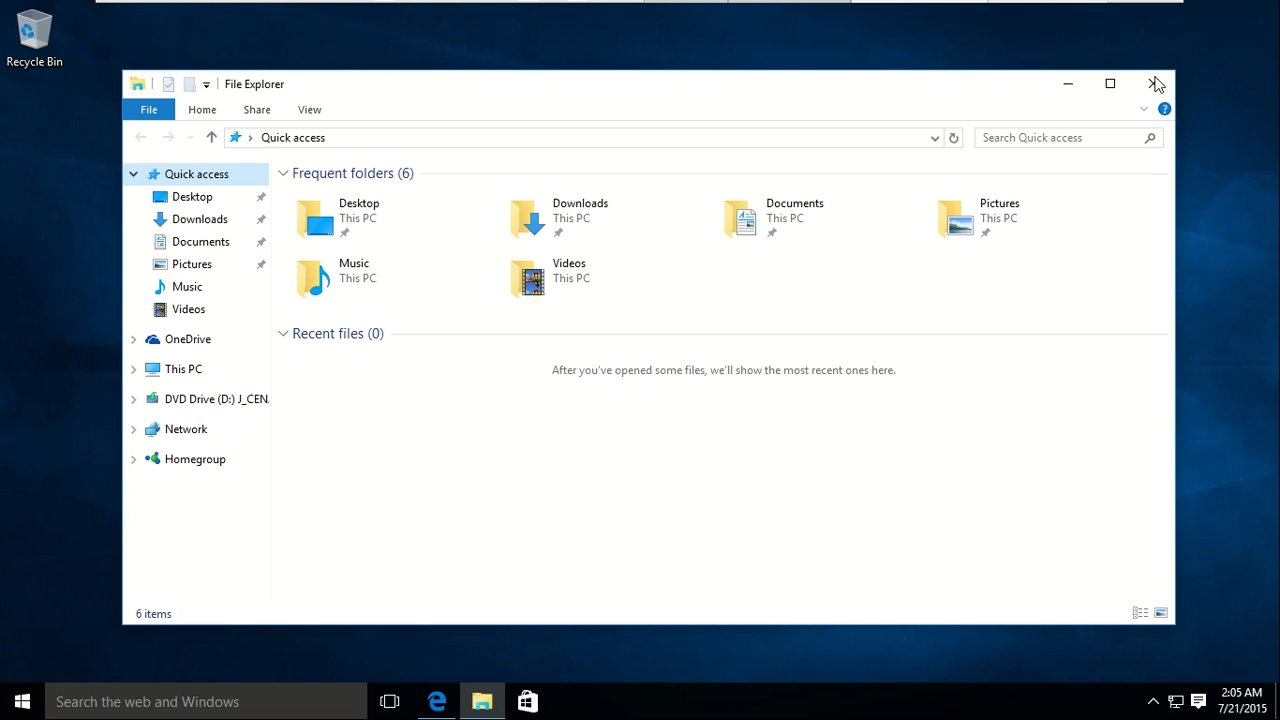 Recycle Bin
File Explorer
File Home Share View
Quick access
Search Quick access
Quick access
Desktop
Downloads
Documents
Pictures
Music
Videos
OneDrive
This PC
DVD Drive (D:) J_CEN
Network
Homegroup
Frequent folders (6)
Desktop
This PC
Downloads
This PC
Documents
This PC
Pictures
This PC
Music
This PC
Videos
This PC
Recent files (0)
After you've opened some files, we'll show the most recent ones here.
6 items
Search the web and Windows
2:05 AM
7/21/2015